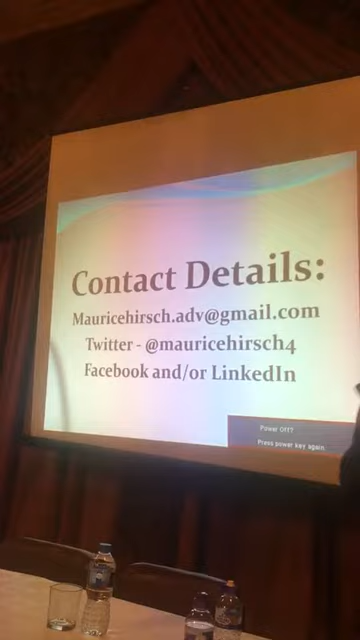 Contact Details:
Mauricehirsch.adv@gmail.com
Twitter - @mauricehirsch4
Facebook and/or LinkedIn
Power Off?
Press power key again